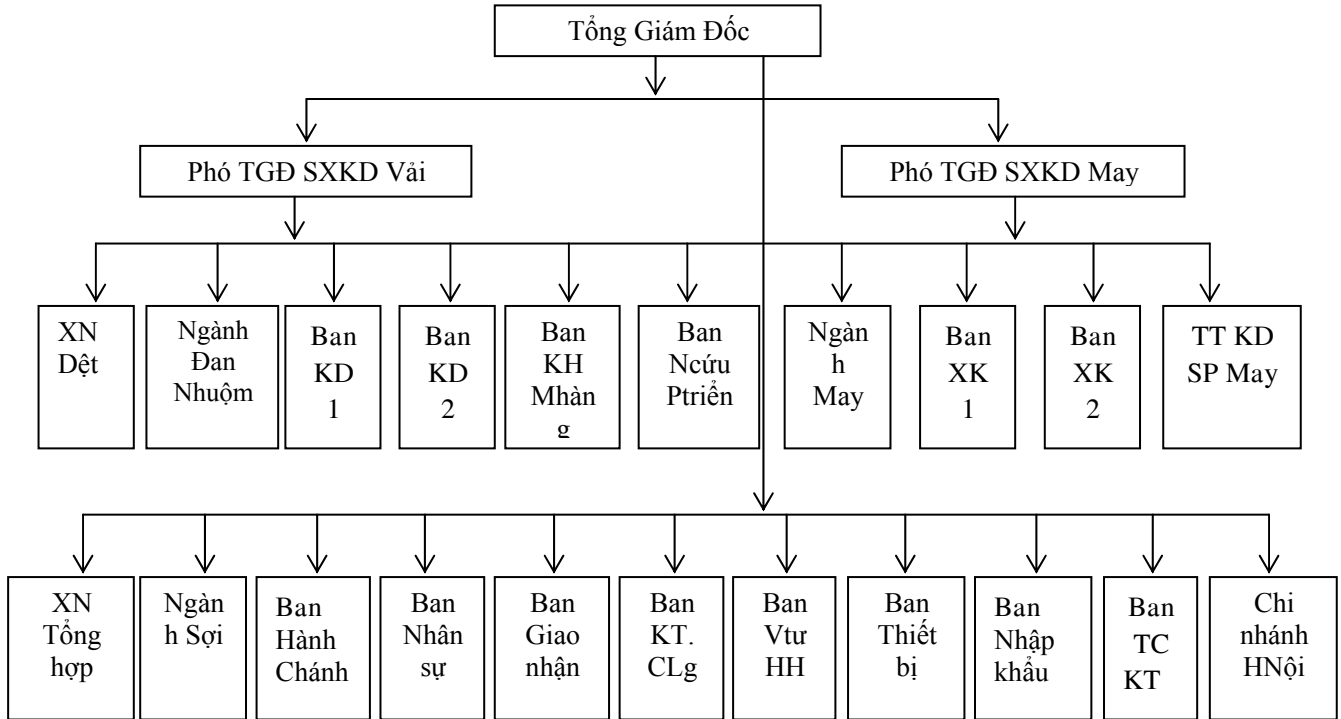 Tổng Giám Đốc
Phó TGĐ SXKD Vải
Phó TGĐ SXKD May
XN
Dệt
Ngành
Đan
Nhuộm
Ban
KD
1
Ban
KD
2
Ban
KH
Mhàn
g
Ban
Ncứu
Ptriển
Ngàn
h
May
Ban
XK
1
Ban
XK
2
TT KD
SP May
XN
Tổng
hợp
Ngàn
h Sợi
Ban
Hành
Chánh
Ban
Nhân
sự
Ban
Giao
nhận
Ban
KT.
CLg
Ban
Vtư
HH
Ban
Thiết
bị
Ban
Nhập
khẩu
Ban
TC
KT
Chi
nhánh
HNội